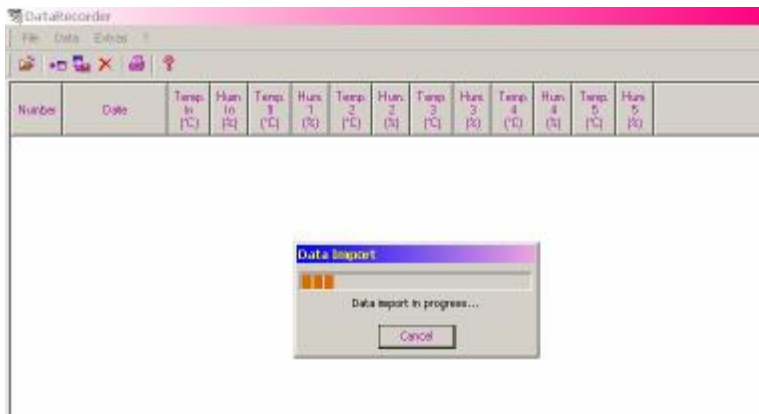 DataRecorder
File Data Extras ?
Number Date Temp. In (°C) Hum. In (%) Temp. 1 (°C) Hum. 1 (%) Temp. 2 (°C) Hum. 2 (%) Temp. 3 (°C) Hum. 3 (%) Temp. 4 (°C) Hum. 4 (%) Temp. 5 (°C) Hum. 5 (%)
Data Import
Data import in progress...
Cancel